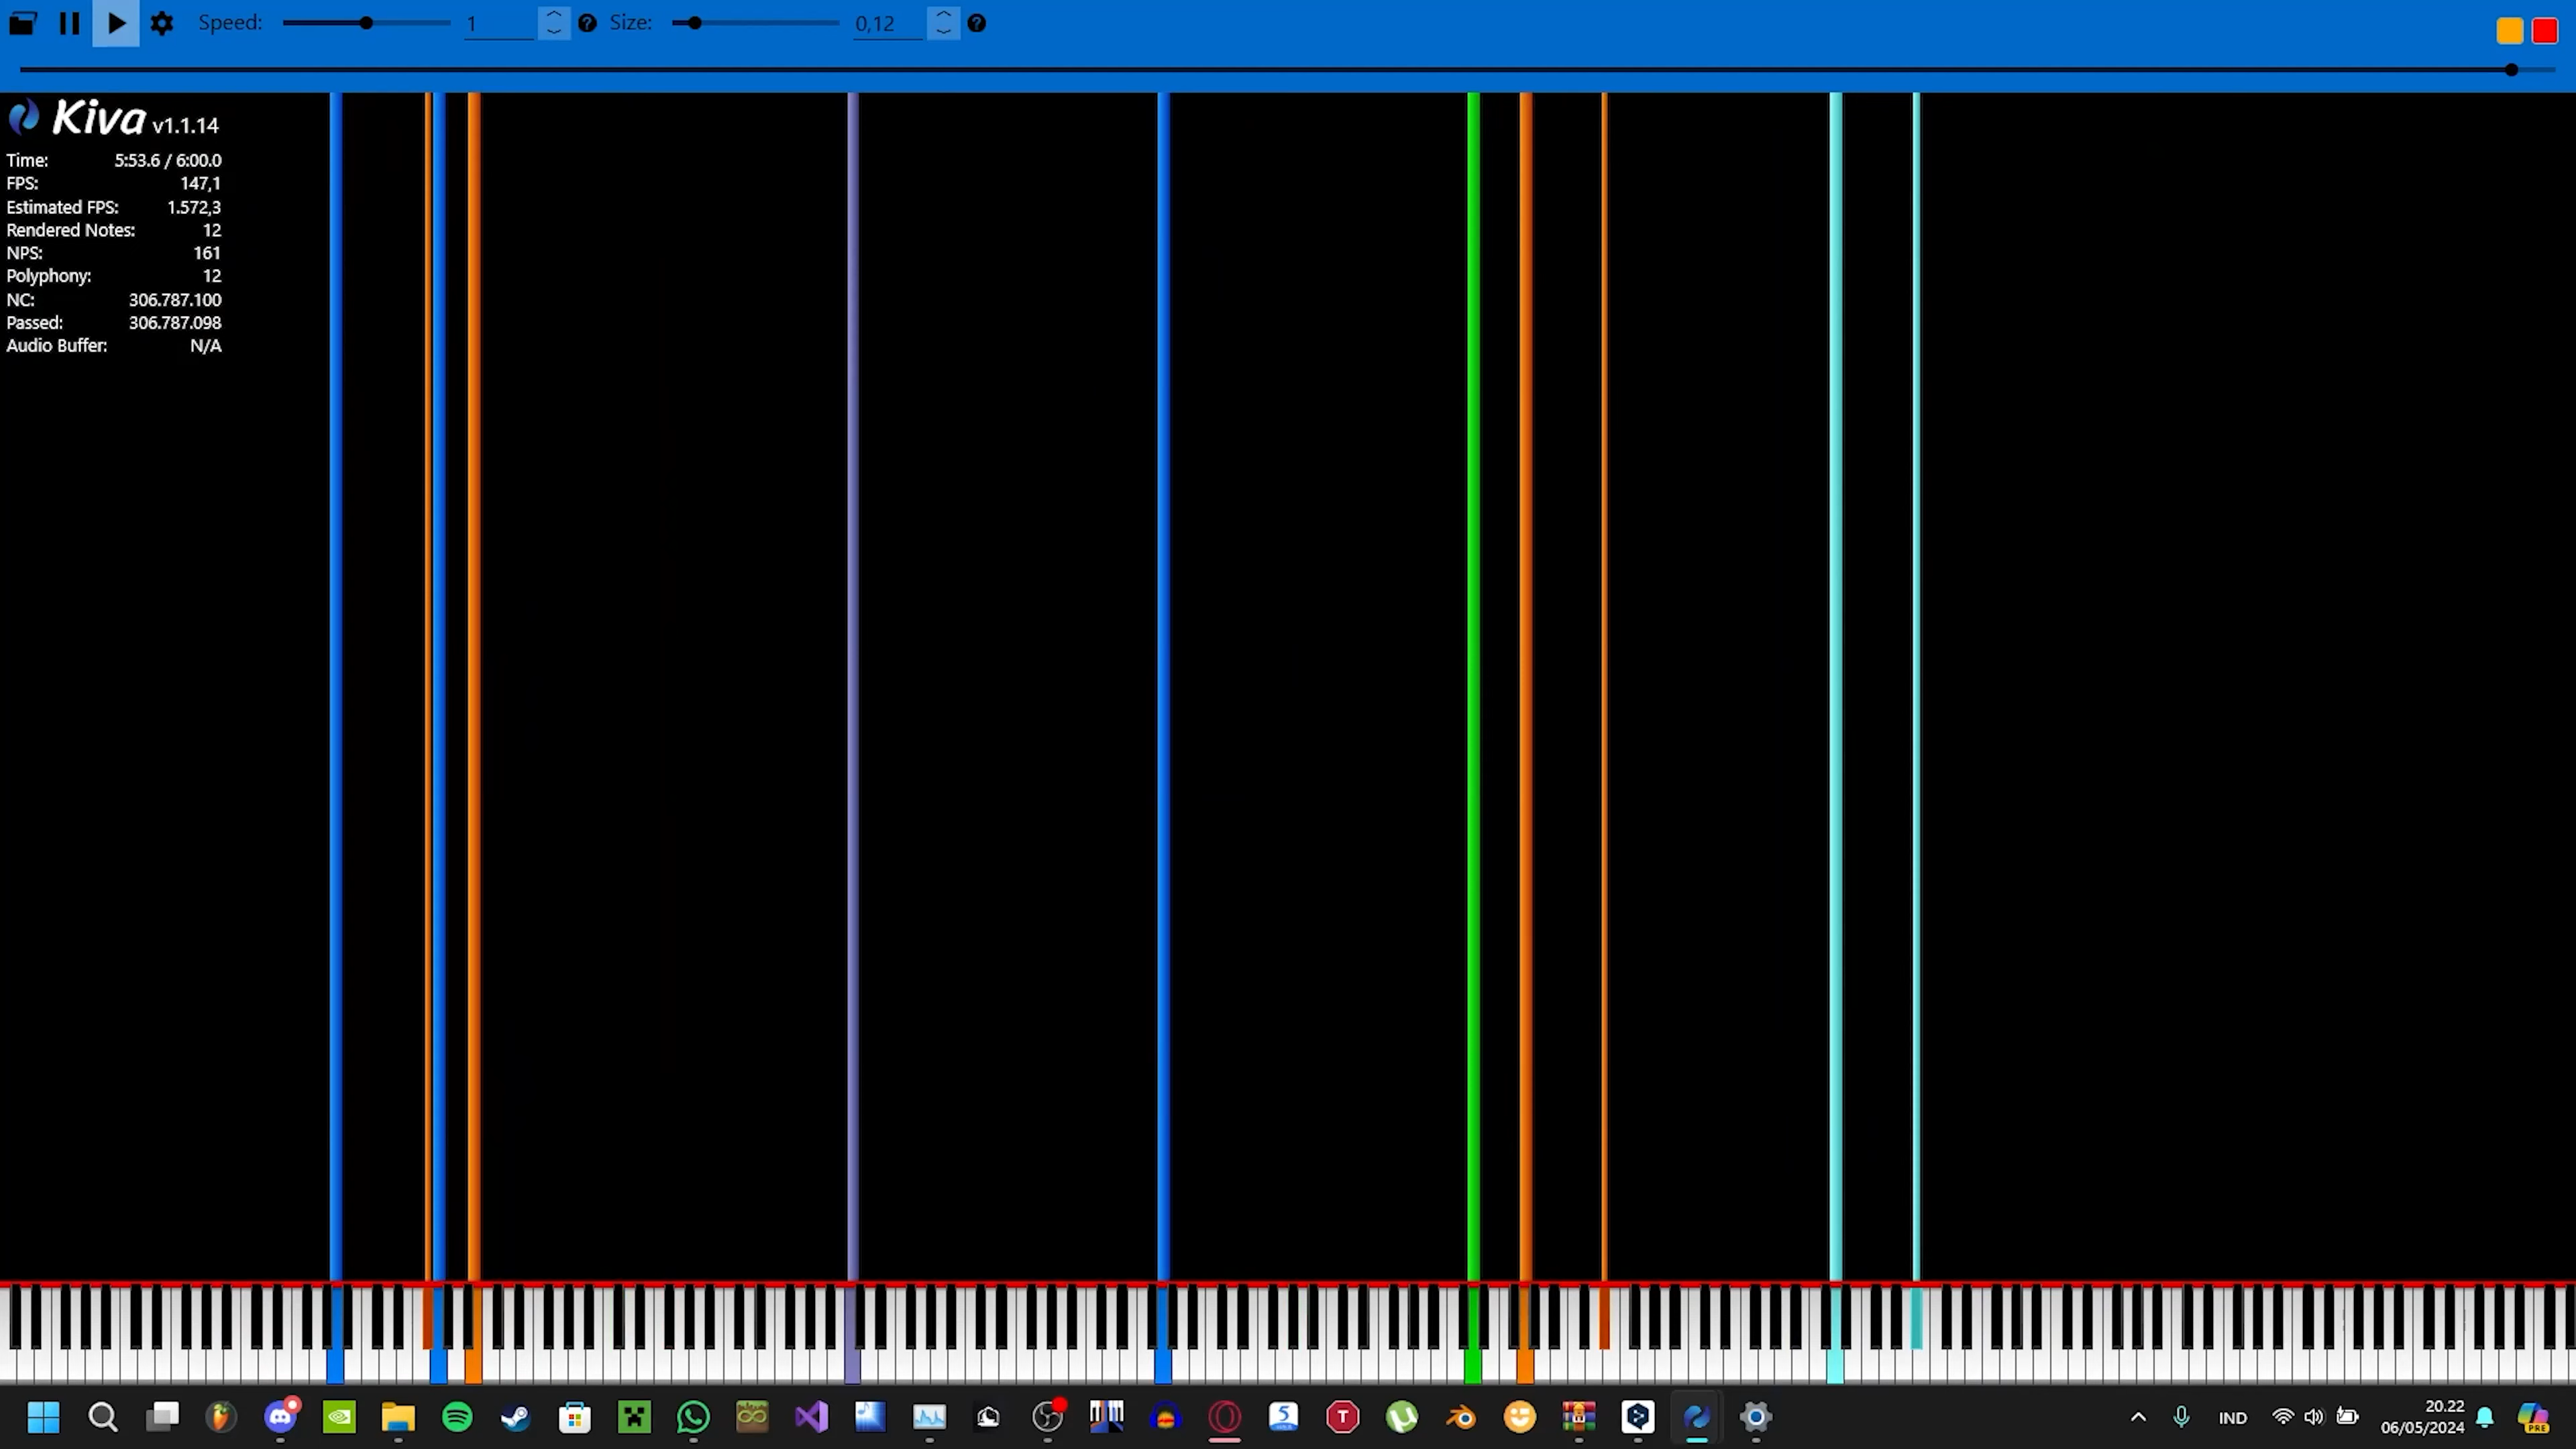 Speed: 1 Size: 0,12
Kiva v1.1.14
Time: 5:53.6 / 6:00.0
FPS: 147,1
Estimated FPS: 1.572,3
Rendered Notes: 12
NPS: 161
Polyphony: 12
NC: 306.787.100
Passed: 306.787.098
Audio Buffer: N/A
5
T
IND
20.22
06/05/2024
PRE